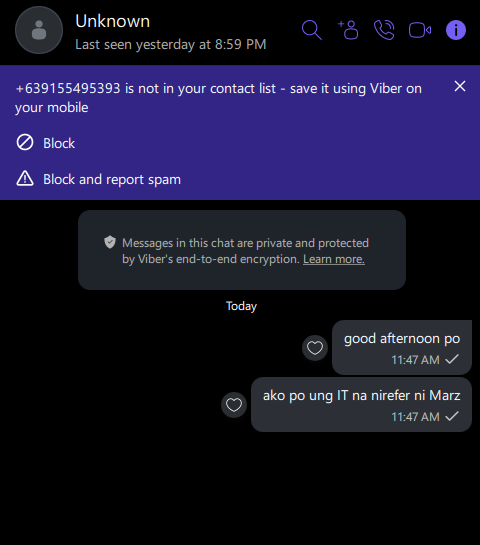 Unknown
Last seen yesterday at 8:59 PM
+639155495393 is not in your contact list - save it using Viber on
your mobile
Block
Block and report spam
Messages in this chat are private and protected
by Viber's end-to-end encryption. Learn more.
Today
good afternoon po
11:47 AM
ako po ung IT na nirefer ni Marz
11:47 AM